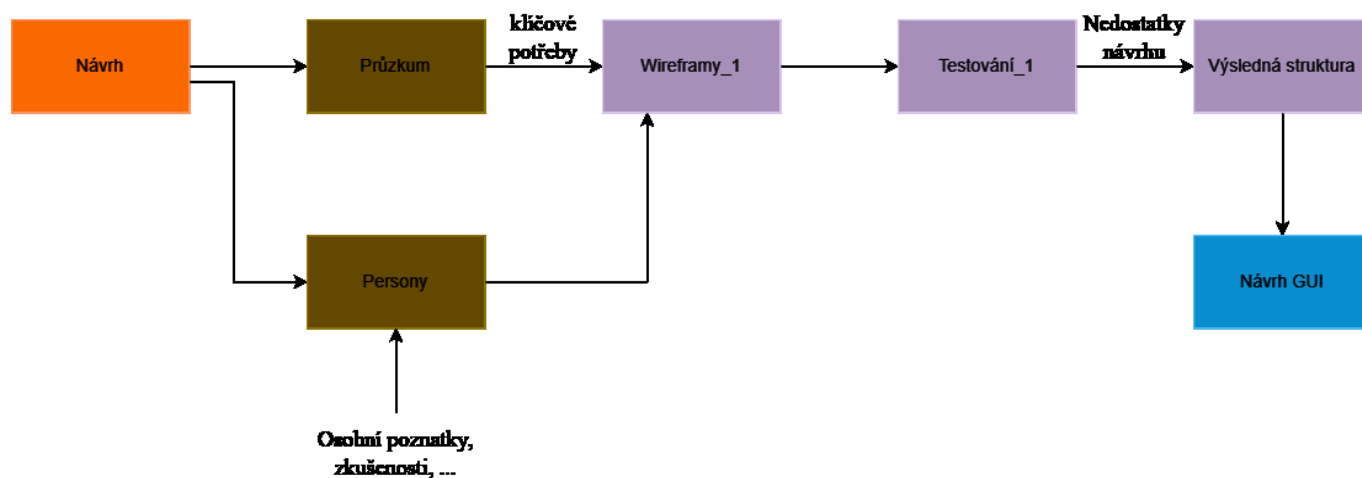 Návrh
Průzkum
klíčové
potřeby
Wireframy_1
Testování_1
Nedostatky
návrhu
Výsledná struktura
Persony
Návrh GUI
Osobní poznatky,
zkušenosti, ...